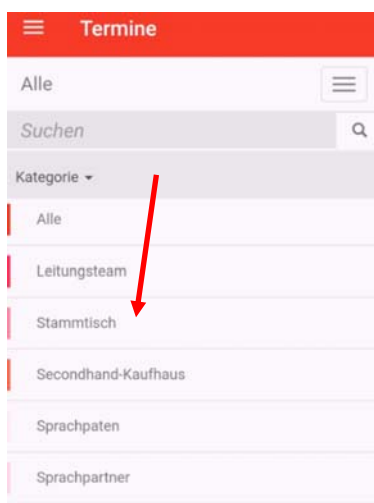 Termine
Alle
Suchen
Kategorie
Alle
Leitungsteam
Stammtisch
Secondhand-Kaufhaus
Sprachpaten
Sprachpartner